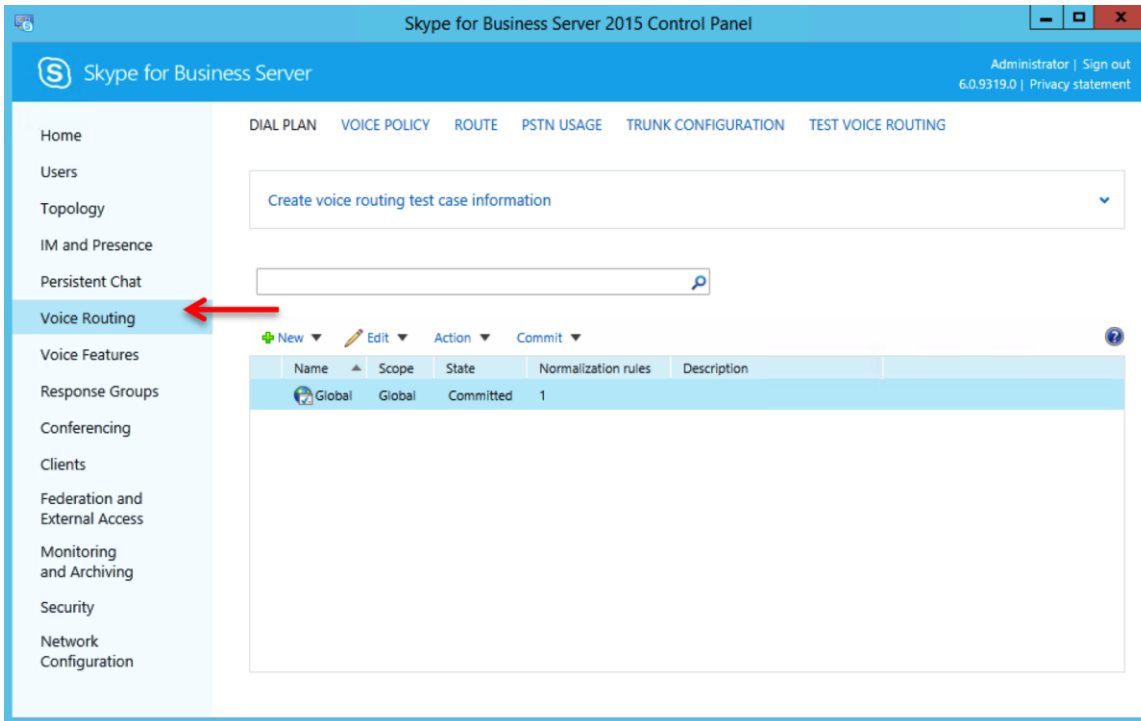 Skype for Business Server 2015 Control Panel
Skype for Business Server
Administrator | Sign out
6.0.9319.0 | Privacy statement
Home
Users
Topology
IM and Presence
Persistent Chat
Voice Routing
Voice Features
Response Groups
Conferencing
Clients
Federation and
External Access
Monitoring
and Archiving
Security
Network
Configuration
DIAL PLAN VOICE POLICY ROUTE PSTN USAGE TRUNK CONFIGURATION TEST VOICE ROUTING
Create voice routing test case information
New Edit Action Commit
Name Scope State Normalization rules Description
Global Global Committed 1